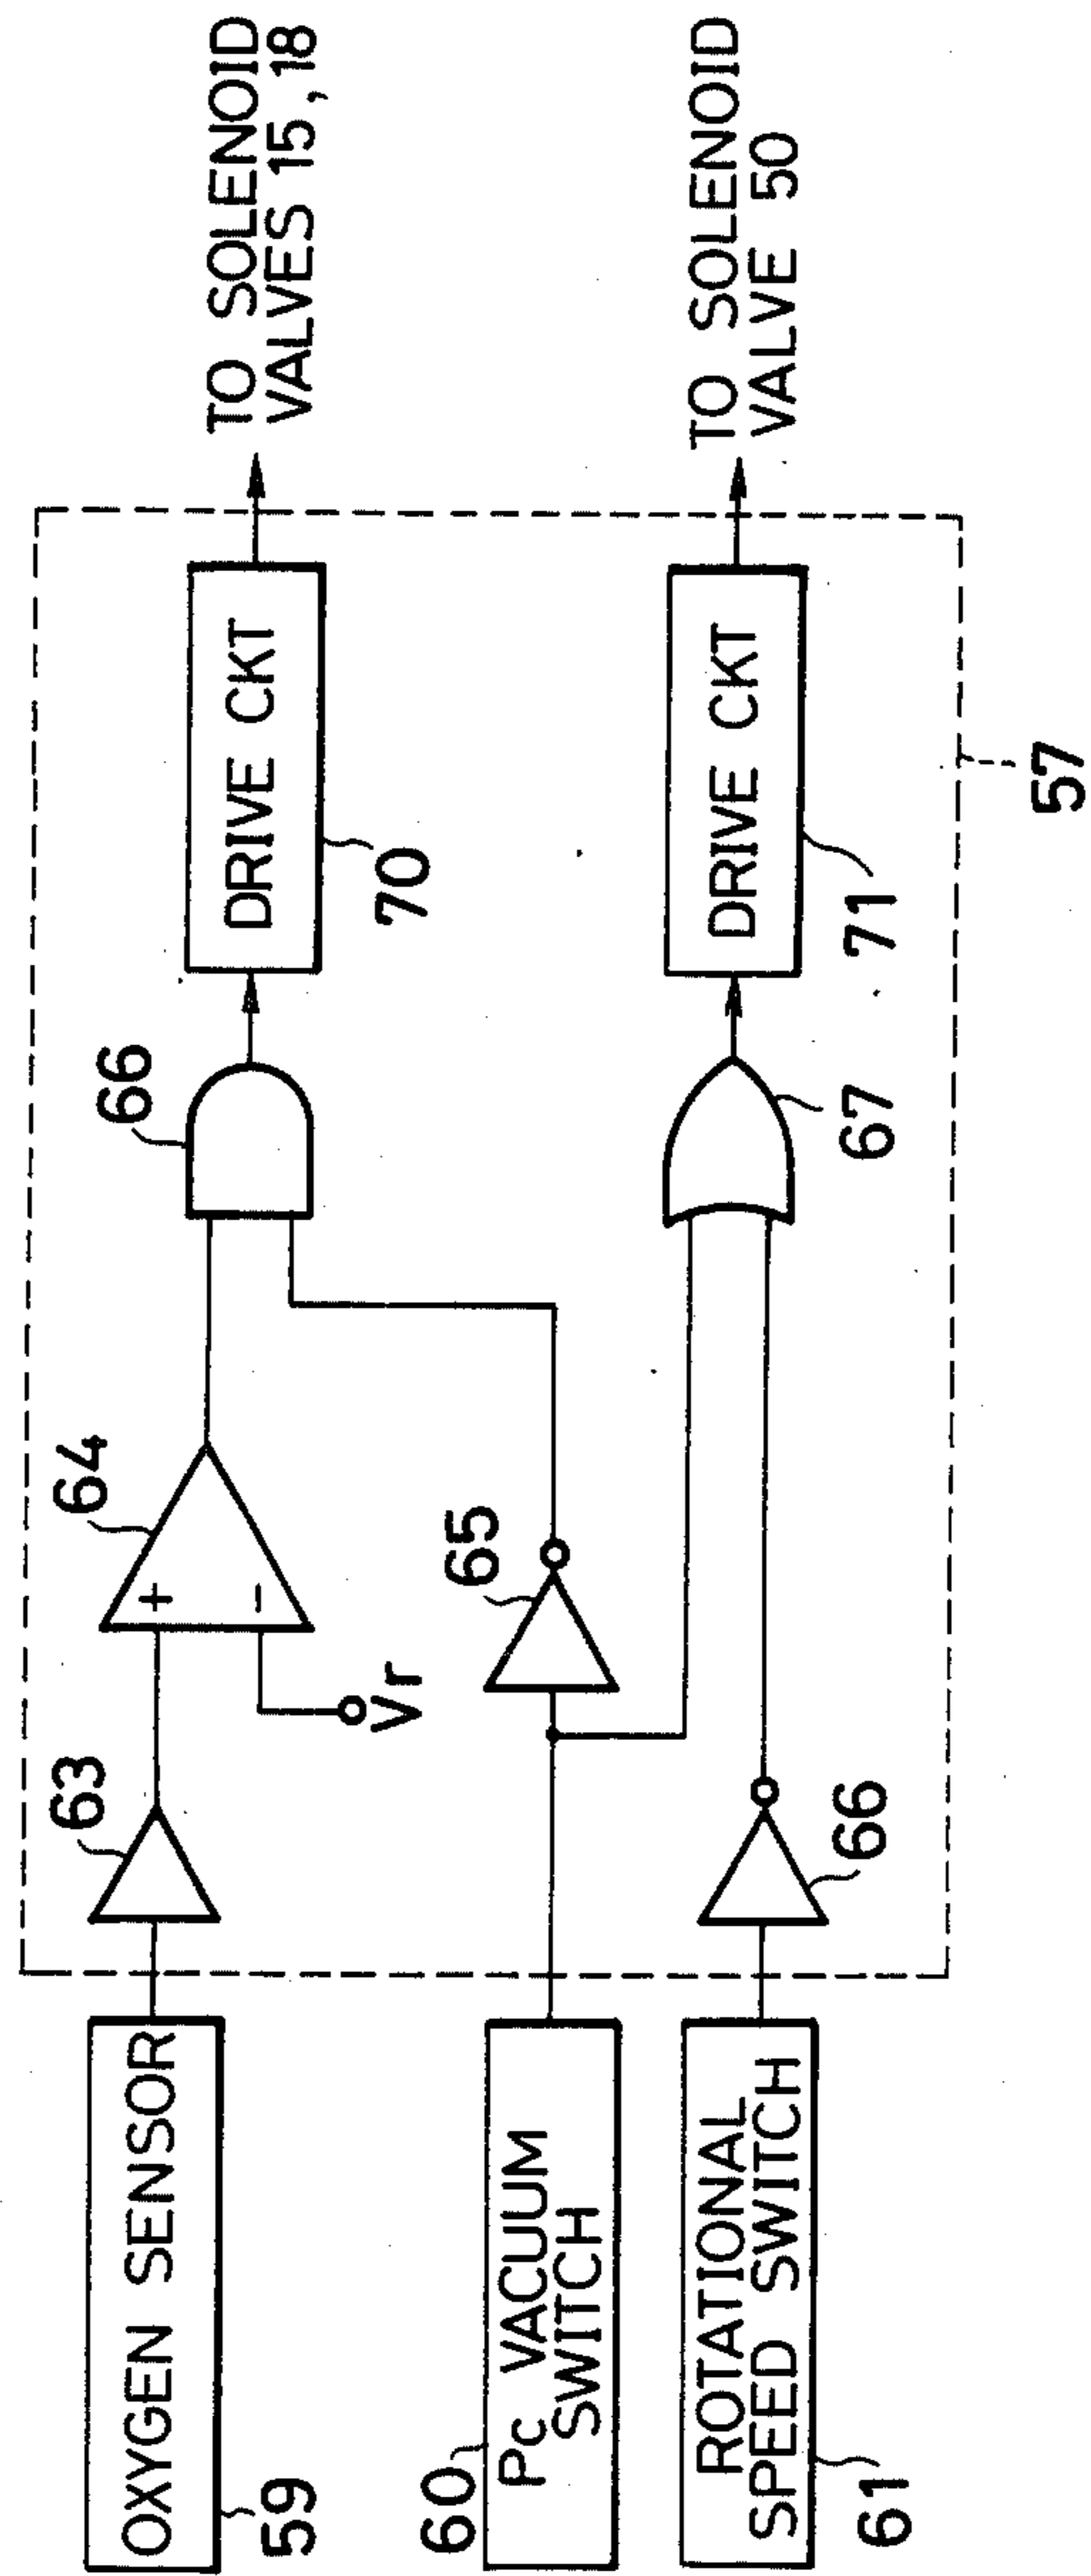 OXYGEN SENSOR
59
63
64
+
-
Vr
66
DRIVE CKT
70
TO SOLENOID
VALVES 15, 18
60
Pc VACUUM
SWITCH
65
ROTATIONAL
SPEED SWITCH
61
66
67
DRIVE CKT
71
TO SOLENOID
VALVE 50
57